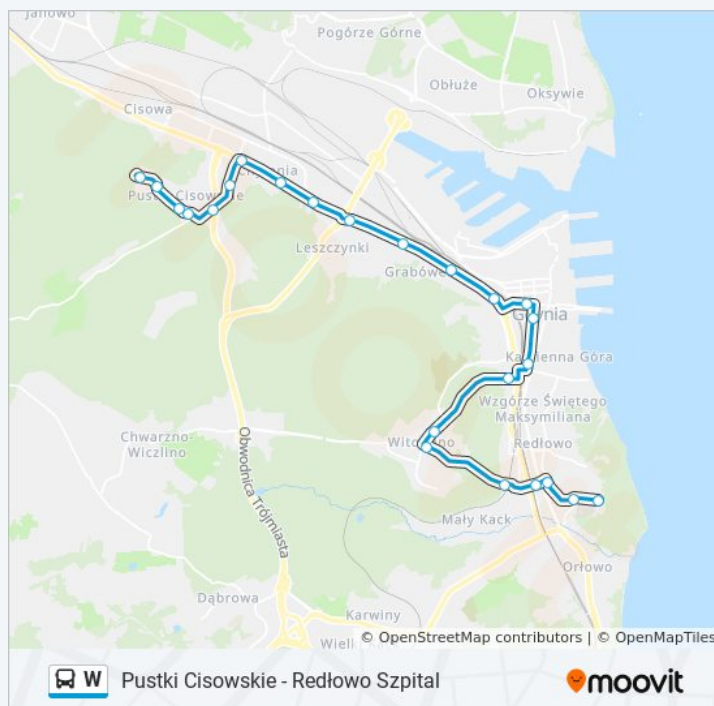 Janowo
Pogórze Górne
Obłuże
Oksywie
Cisowa
Pustki Cisowskie
Leszczynki
Grabówek
Gdynia
Kamienna Góra
Wzgórze Świętego
Maksymiliana
Chwarzno-
Wiczlino
Witomino
Redłowo
Obwodnica Trójmiasta
Mały Kack
Orłowo
Dąbrowa
Karwiny
© OpenStreetMap contributors | © OpenMapTiles
W Pustki Cisowskie - Redłowo Szpital
moovit